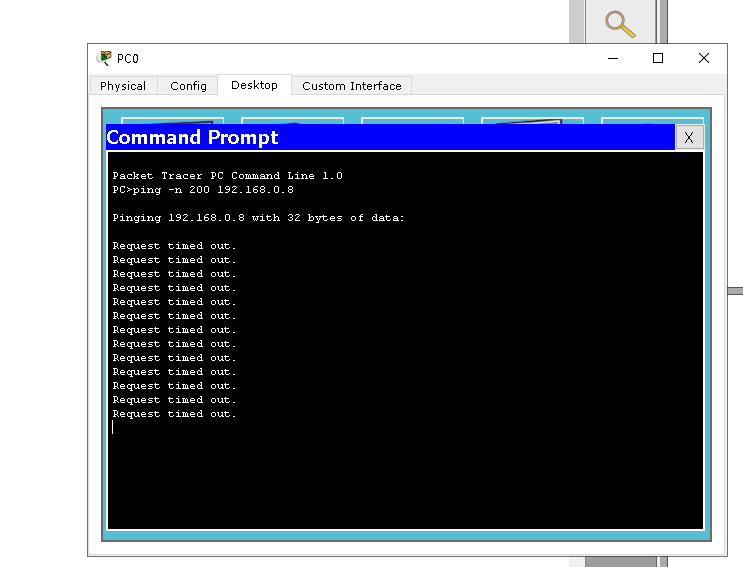 PC0
Physical Config Desktop Custom Interface
Command Prompt X
Packet Tracer PC Command Line 1.0
PC>ping -n 200 192.168.0.8
Pinging 192.168.0.8 with 32 bytes of data:
Request timed out.
Request timed out.
Request timed out.
Request timed out.
Request timed out.
Request timed out.
Request timed out.
Request timed out.
Request timed out.
Request timed out.
Request timed out.
Request timed out.
Request timed out.